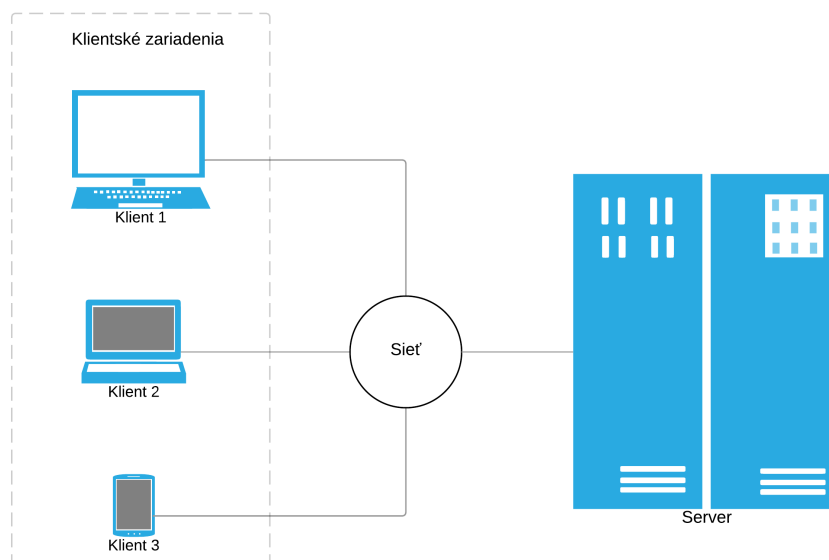 Klientské zariadenia
Klient 1
Klient 2
Klient 3
Sieť
Server